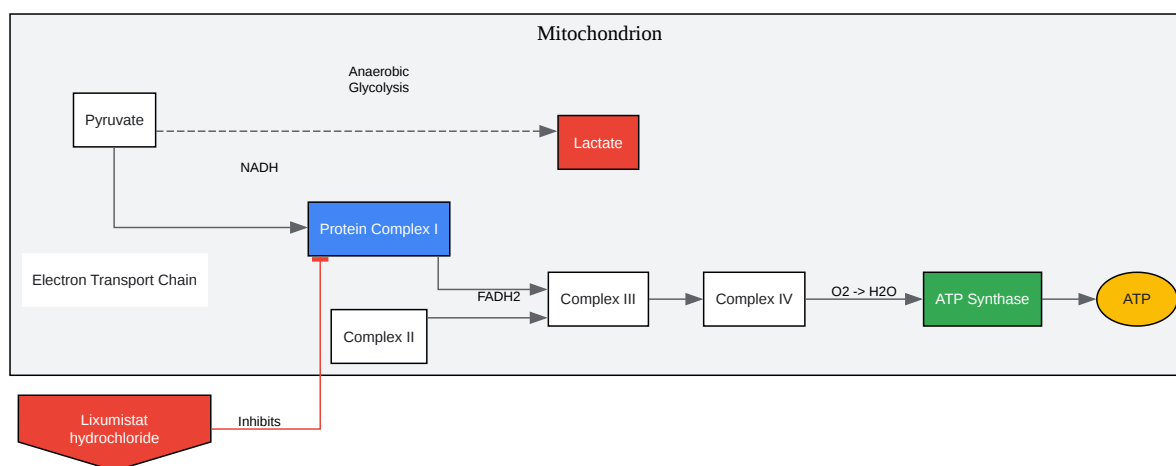 Mitochondrion
Anaerobic
Glycolysis
Pyruvate
Lactate
NADH
Protein Complex I
Electron Transport Chain
FADH2
Complex III
Complex IV
O2 -> H2O
ATP Synthase
ATP
Complex II
Lixumistat
hydrochloride
Inhibits